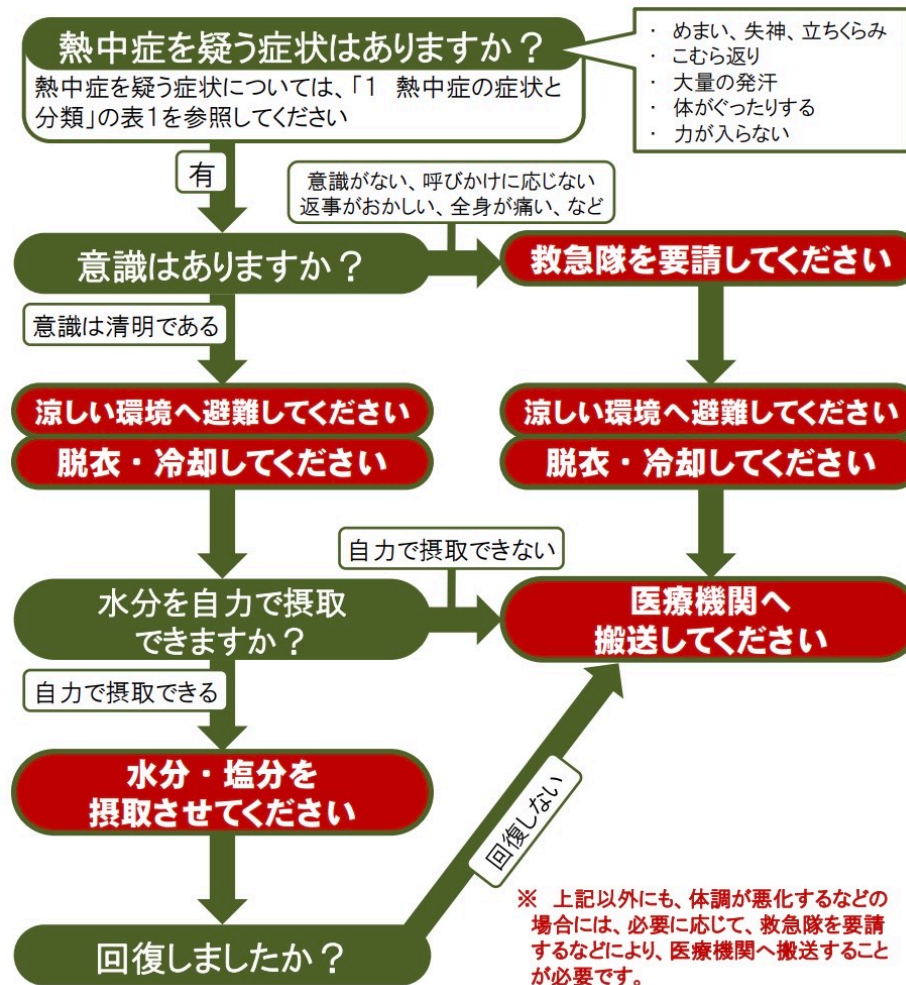 熱中症を疑う症状はありますか？
熱中症を疑う症状については、「1　熱中症の症状と
分類」の表1を参照してください
・　めまい、失神、立ちくらみ
・　こむら返り
・　大量の発汗
・　体がぐったりする
・　力が入らない
有
意識がない、呼びかけに応じない
返事がおかしい、全身が痛い、など
意識はありますか？
救急隊を要請してください
意識は清明である
涼しい環境へ避難してください
脱衣・冷却してください
涼しい環境へ避難してください
脱衣・冷却してください
自力で摂取できない
水分を自力で摂取
できますか？
医療機関へ
搬送してください
自力で摂取できる
水分・塩分を
摂取させてください
回復しない
回復しましたか？
※　上記以外にも、体調が悪化するなどの
場合には、必要に応じて、救急隊を要請
するなどにより、医療機関へ搬送すること
が必要です。